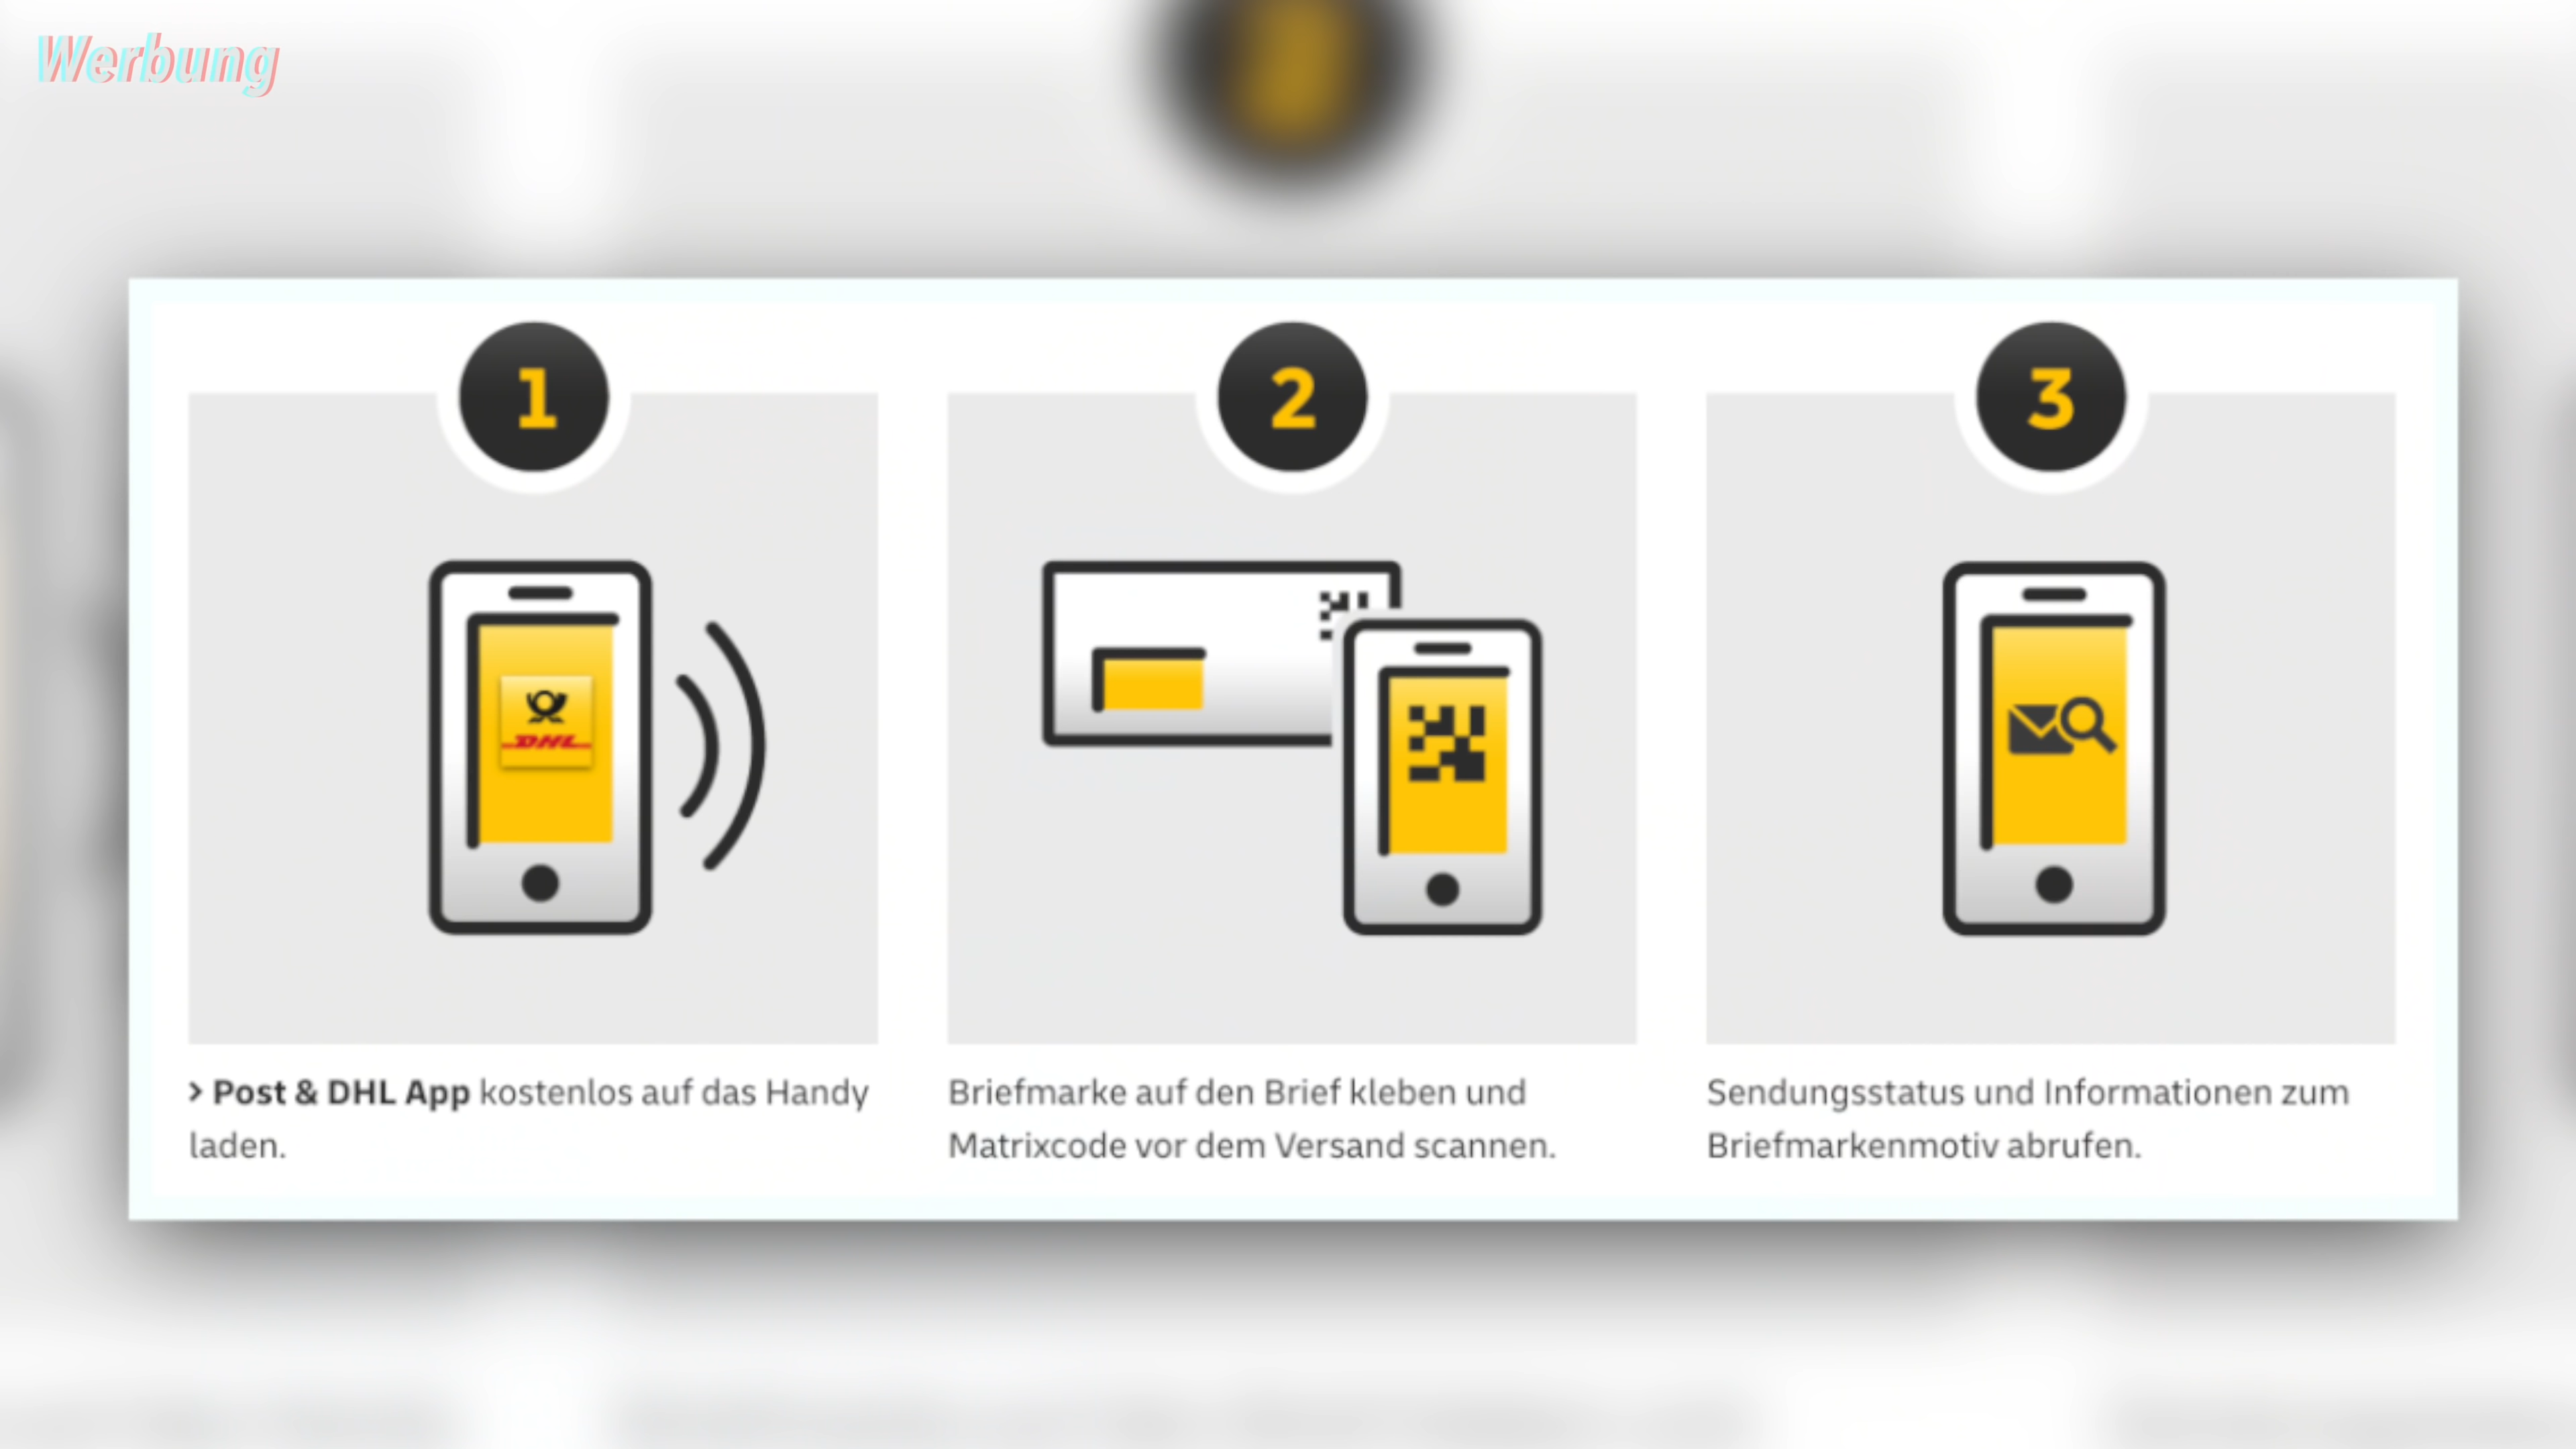 Werbung
1
2
3
DHL
> Post & DHL App kostenlos auf das Handy
laden.
Briefmarke auf den Brief kleben und
Matrixcode vor dem Versand scannen.
Sendungsstatus und Informationen zum
Briefmarkenmotiv abrufen.